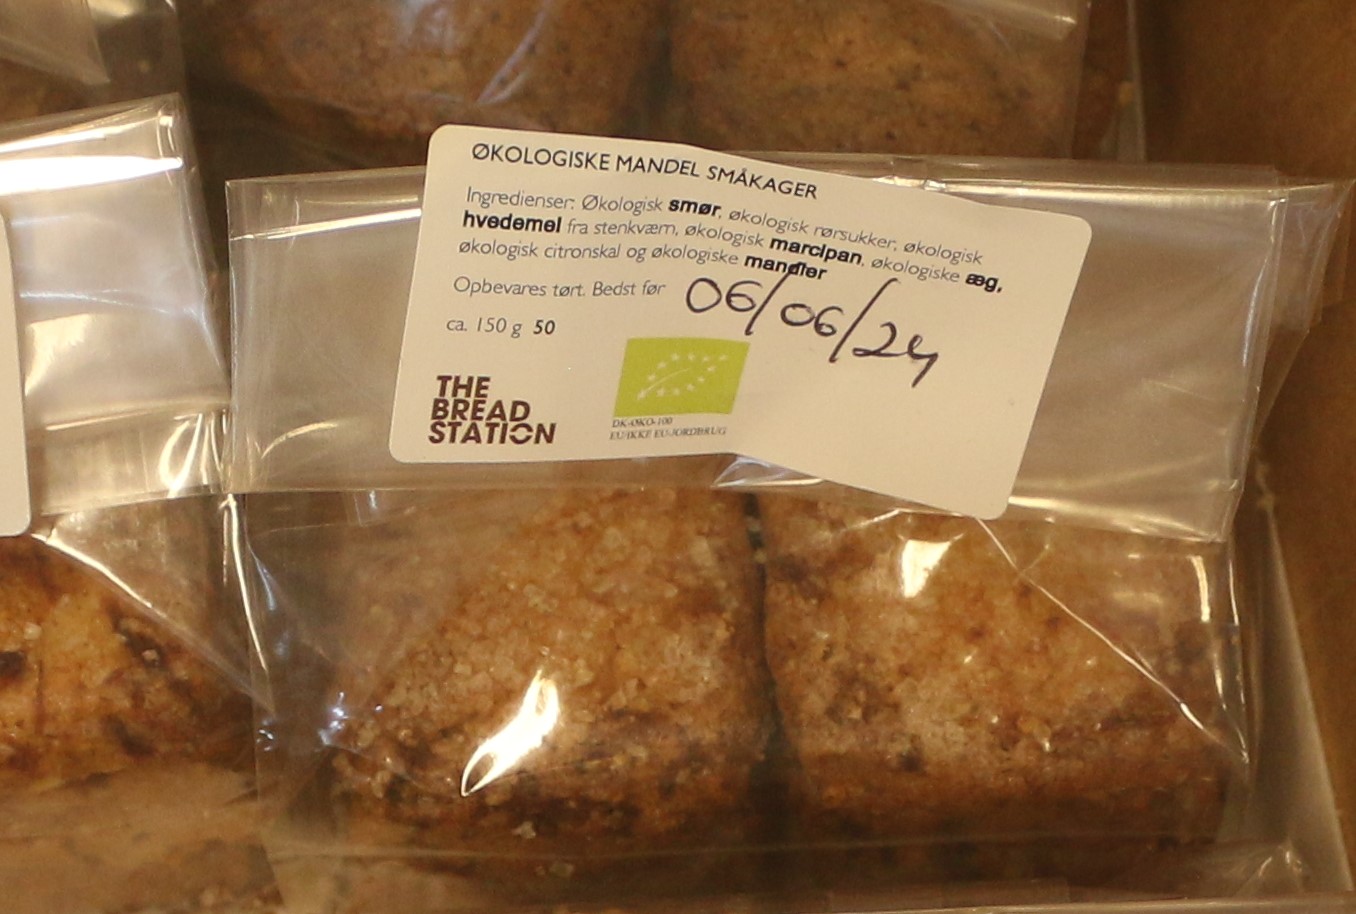 ØKOLOGISKE MANDEL SMÅKAGER
Ingredienser: Økologisk smør, økologisk rørsukker, økologisk
hvedemel fra stenkværn, økologisk marcipan, økologiske æg,
økologisk citronskal og økologiske mandler
Opbevares tørt. Bedst før 06/06/24
ca. 150 g 50
THE
BREAD
STATION
DK-ØKO-100
EU/IKKE EU-JORDBRUG